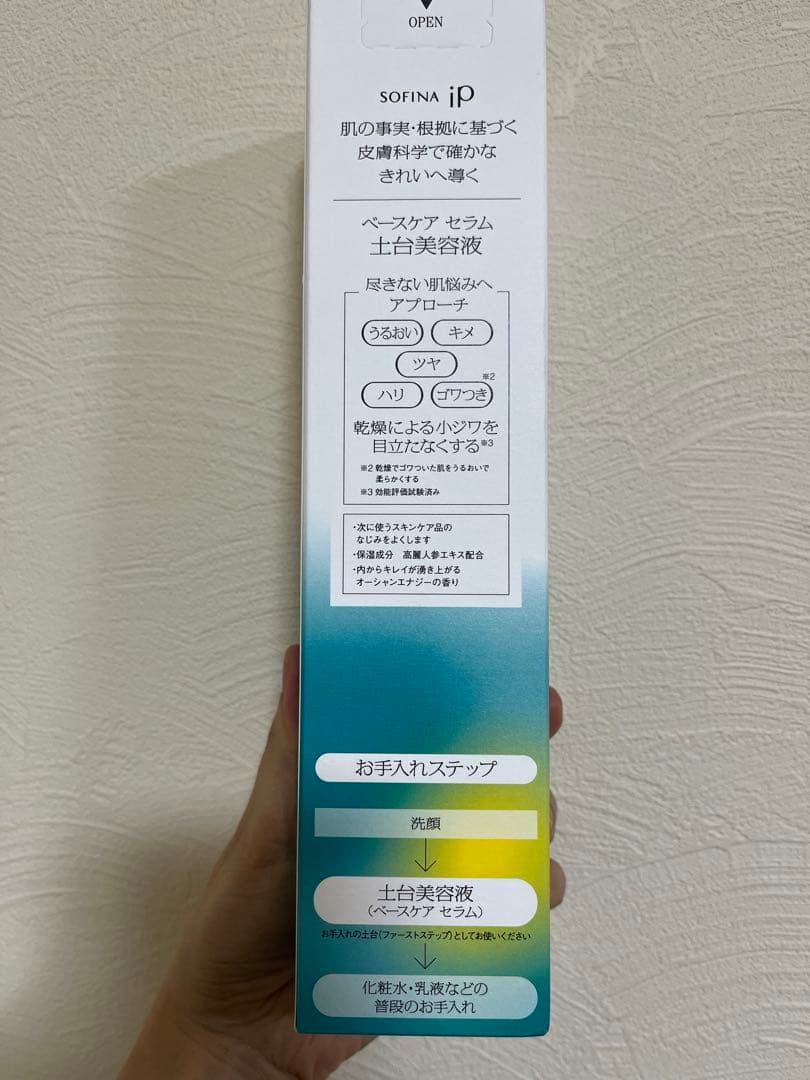 OPEN
SOFINA iP
肌の事実・根拠に基づく
皮膚科学で確かな
きれいへ導く
ベースケア セラム
土台美容液
尽きない肌悩みへ
アプローチ
うるおい キメ
ツヤ
ハリ ゴワつき※2
乾燥による小ジワを
目立たなくする※3
※2 乾燥でゴワついた肌をうるおいで
柔らかくする
※3 効能評価試験済み
・次に使うスキンケア品の
なじみをよくします
・保湿成分 高麗人参エキス配合
・内からキレイが湧き上がる
オーシャンエナジーの香り
お手入れステップ
洗顔
土台美容液
(ベースケア セラム)
お手入れの土台(ファーストステップ)としてお使いください
化粧水・乳液などの
普段のお手入れ